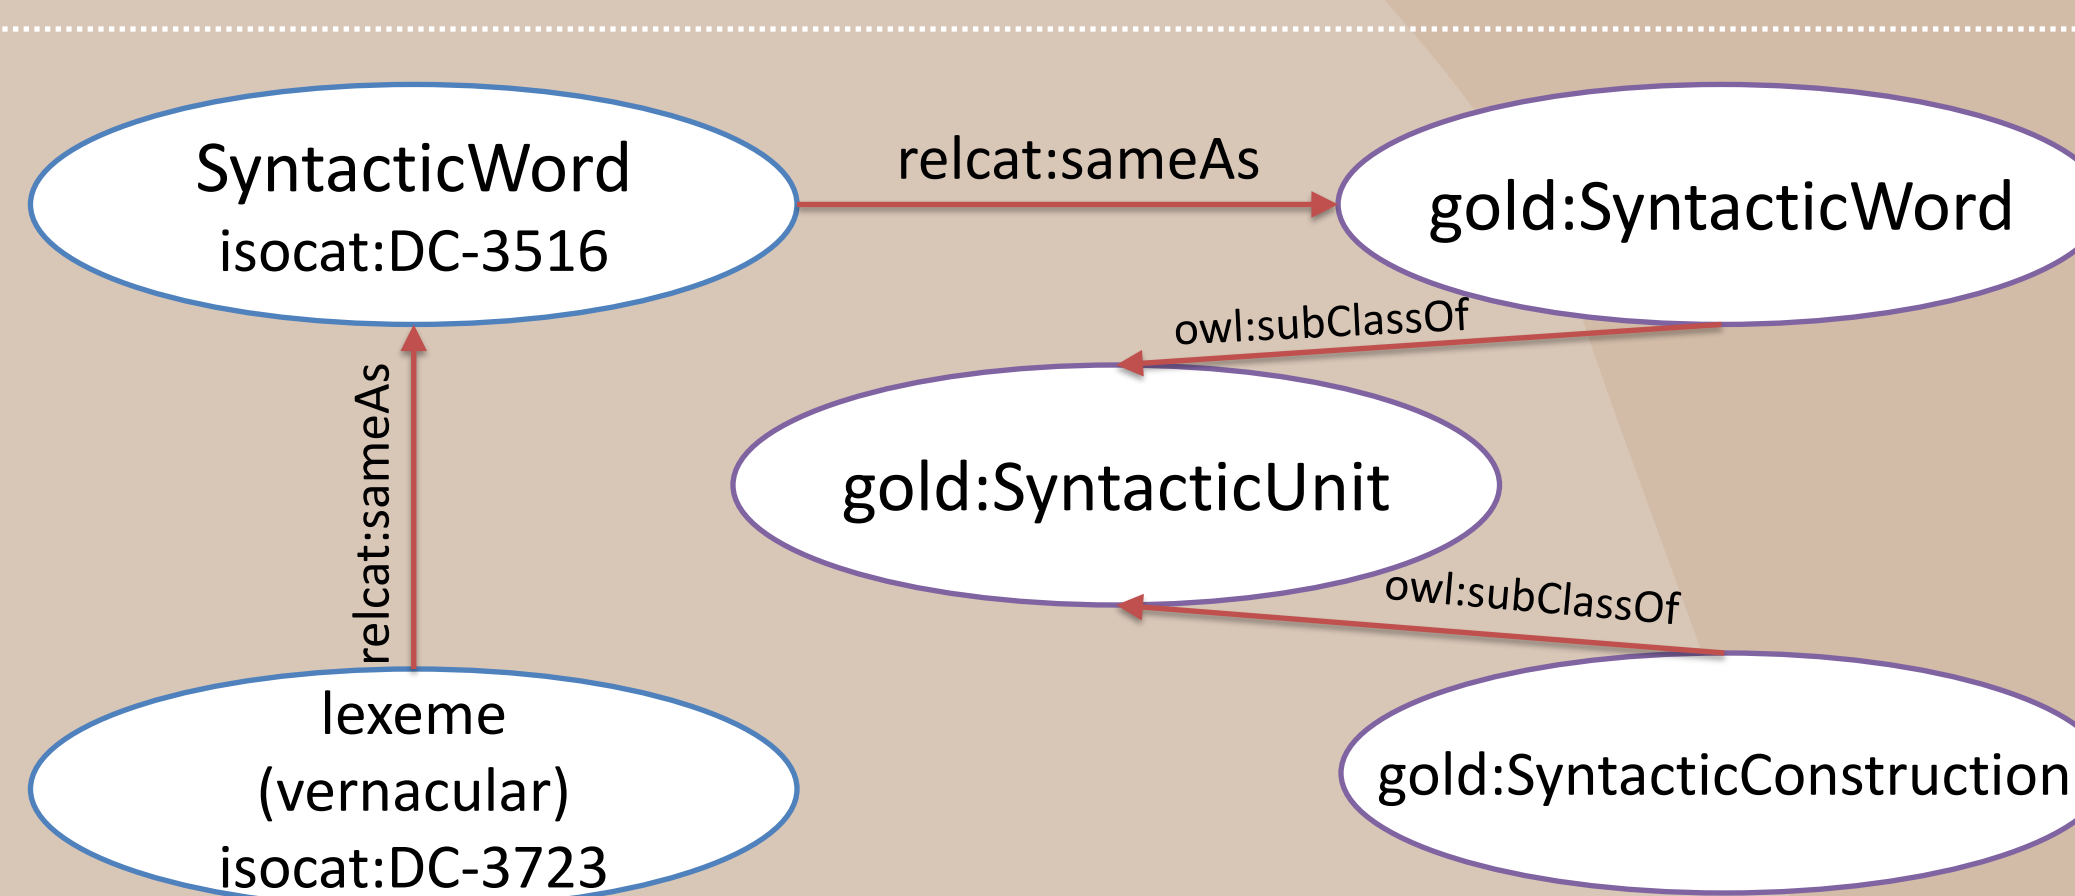 SyntacticWord
isocat:DC-3516
relcat:sameAs
gold:SyntacticWord
owl:subClassOf
relcat:sameAs
gold:SyntacticUnit
owl:subClassOf
lexeme
(vernacular)
isocat:DC-3723
gold:SyntacticConstruction